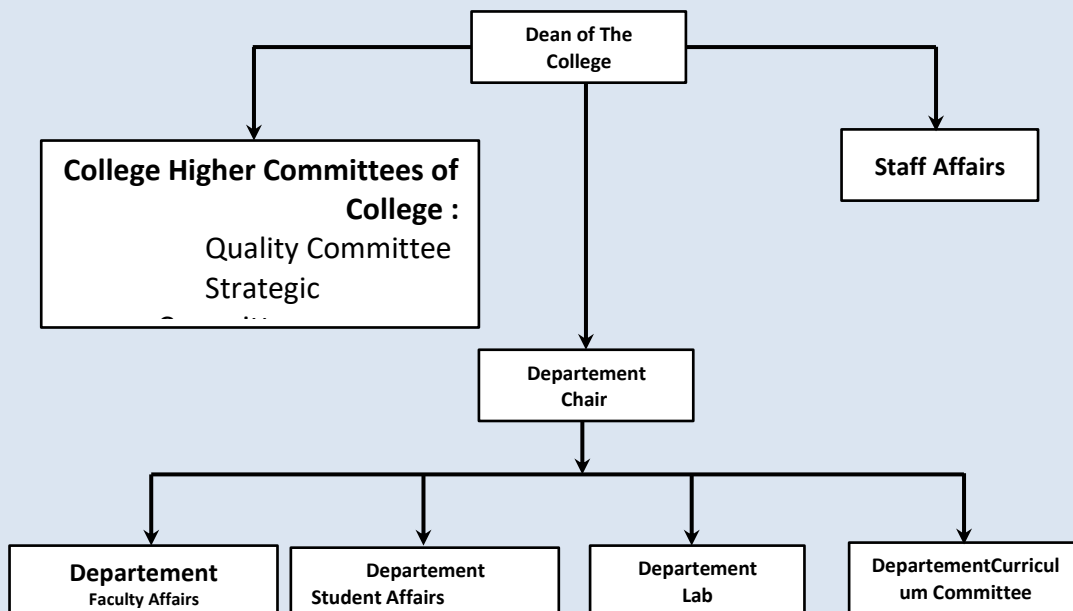 Dean of The
College
College Higher Committees of
College :
Quality Committee
Strategic
Staff Affairs
Departement
Chair
Departement
Faculty Affairs
Departement
Student Affairs
Departement
Lab
DepartementCurricul
um Committee